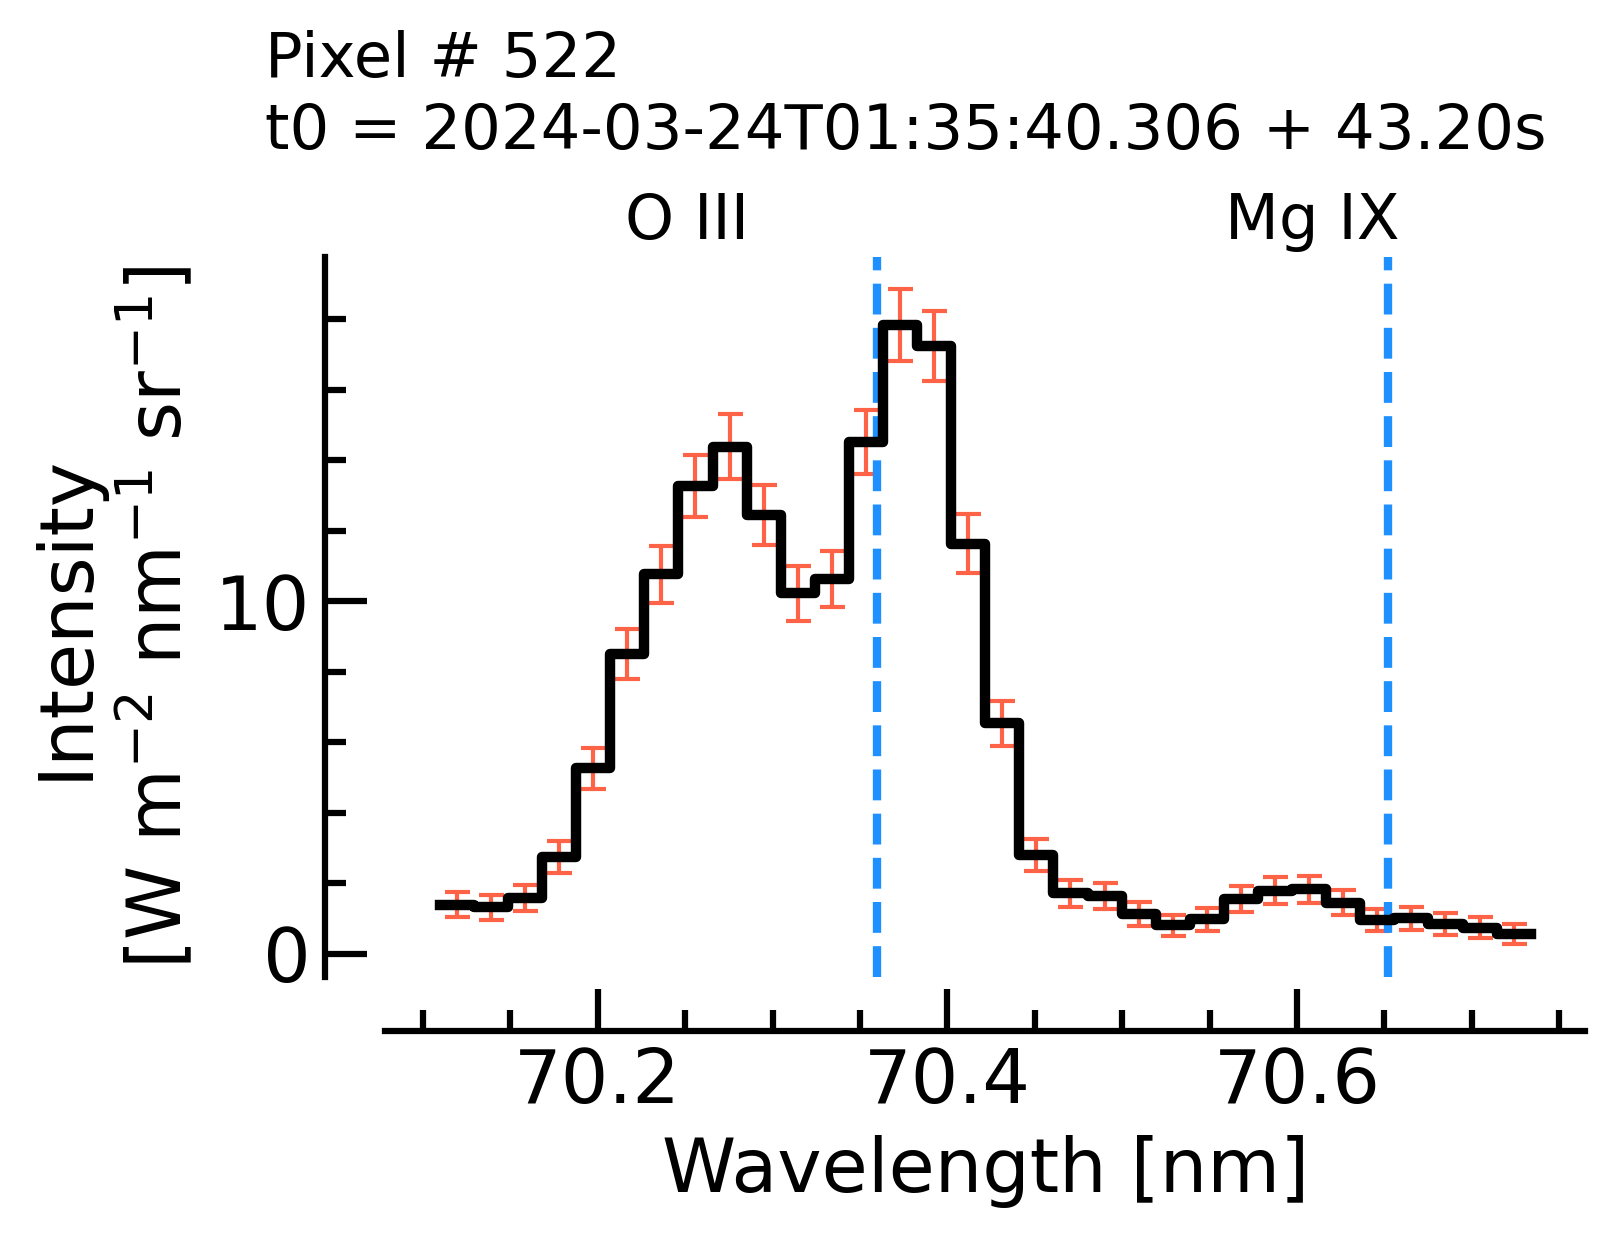 Pixel # 522
t0 = 2024-03-24T01:35:40.306 + 43.20s
O III
Mg IX
Intensity
[W m⁻² nm⁻¹ sr⁻¹]
10
0
70.2
70.4
70.6
Wavelength [nm]